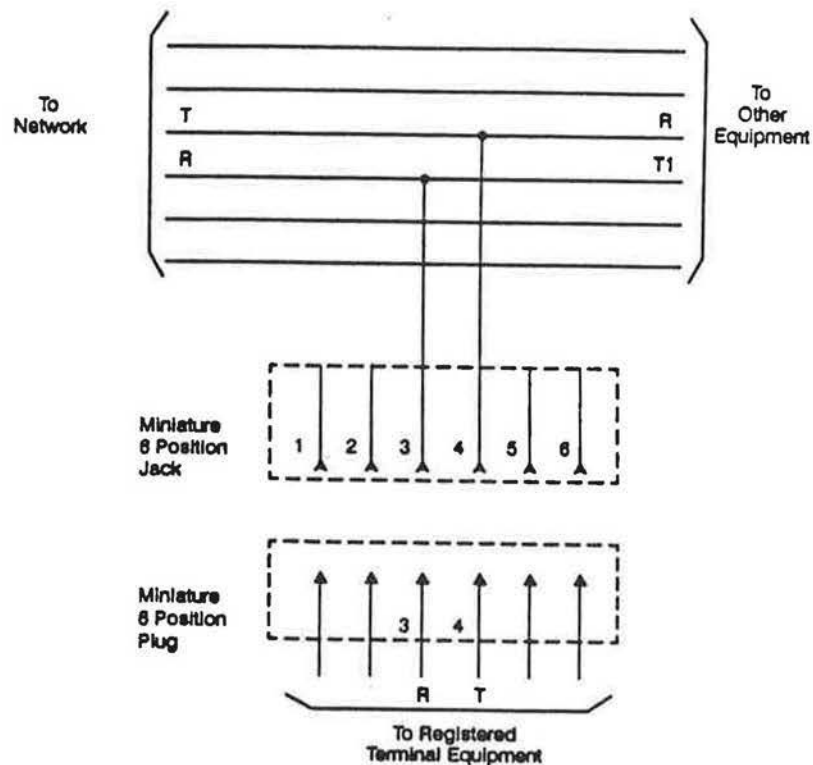 To
Network
T
R
R
T1
To
Other
Equipment
Miniature
6 Position
Jack
1 2 3 4 5 6
Miniature
6 Position
Plug
3 4
R T
To Registered
Terminal Equipment